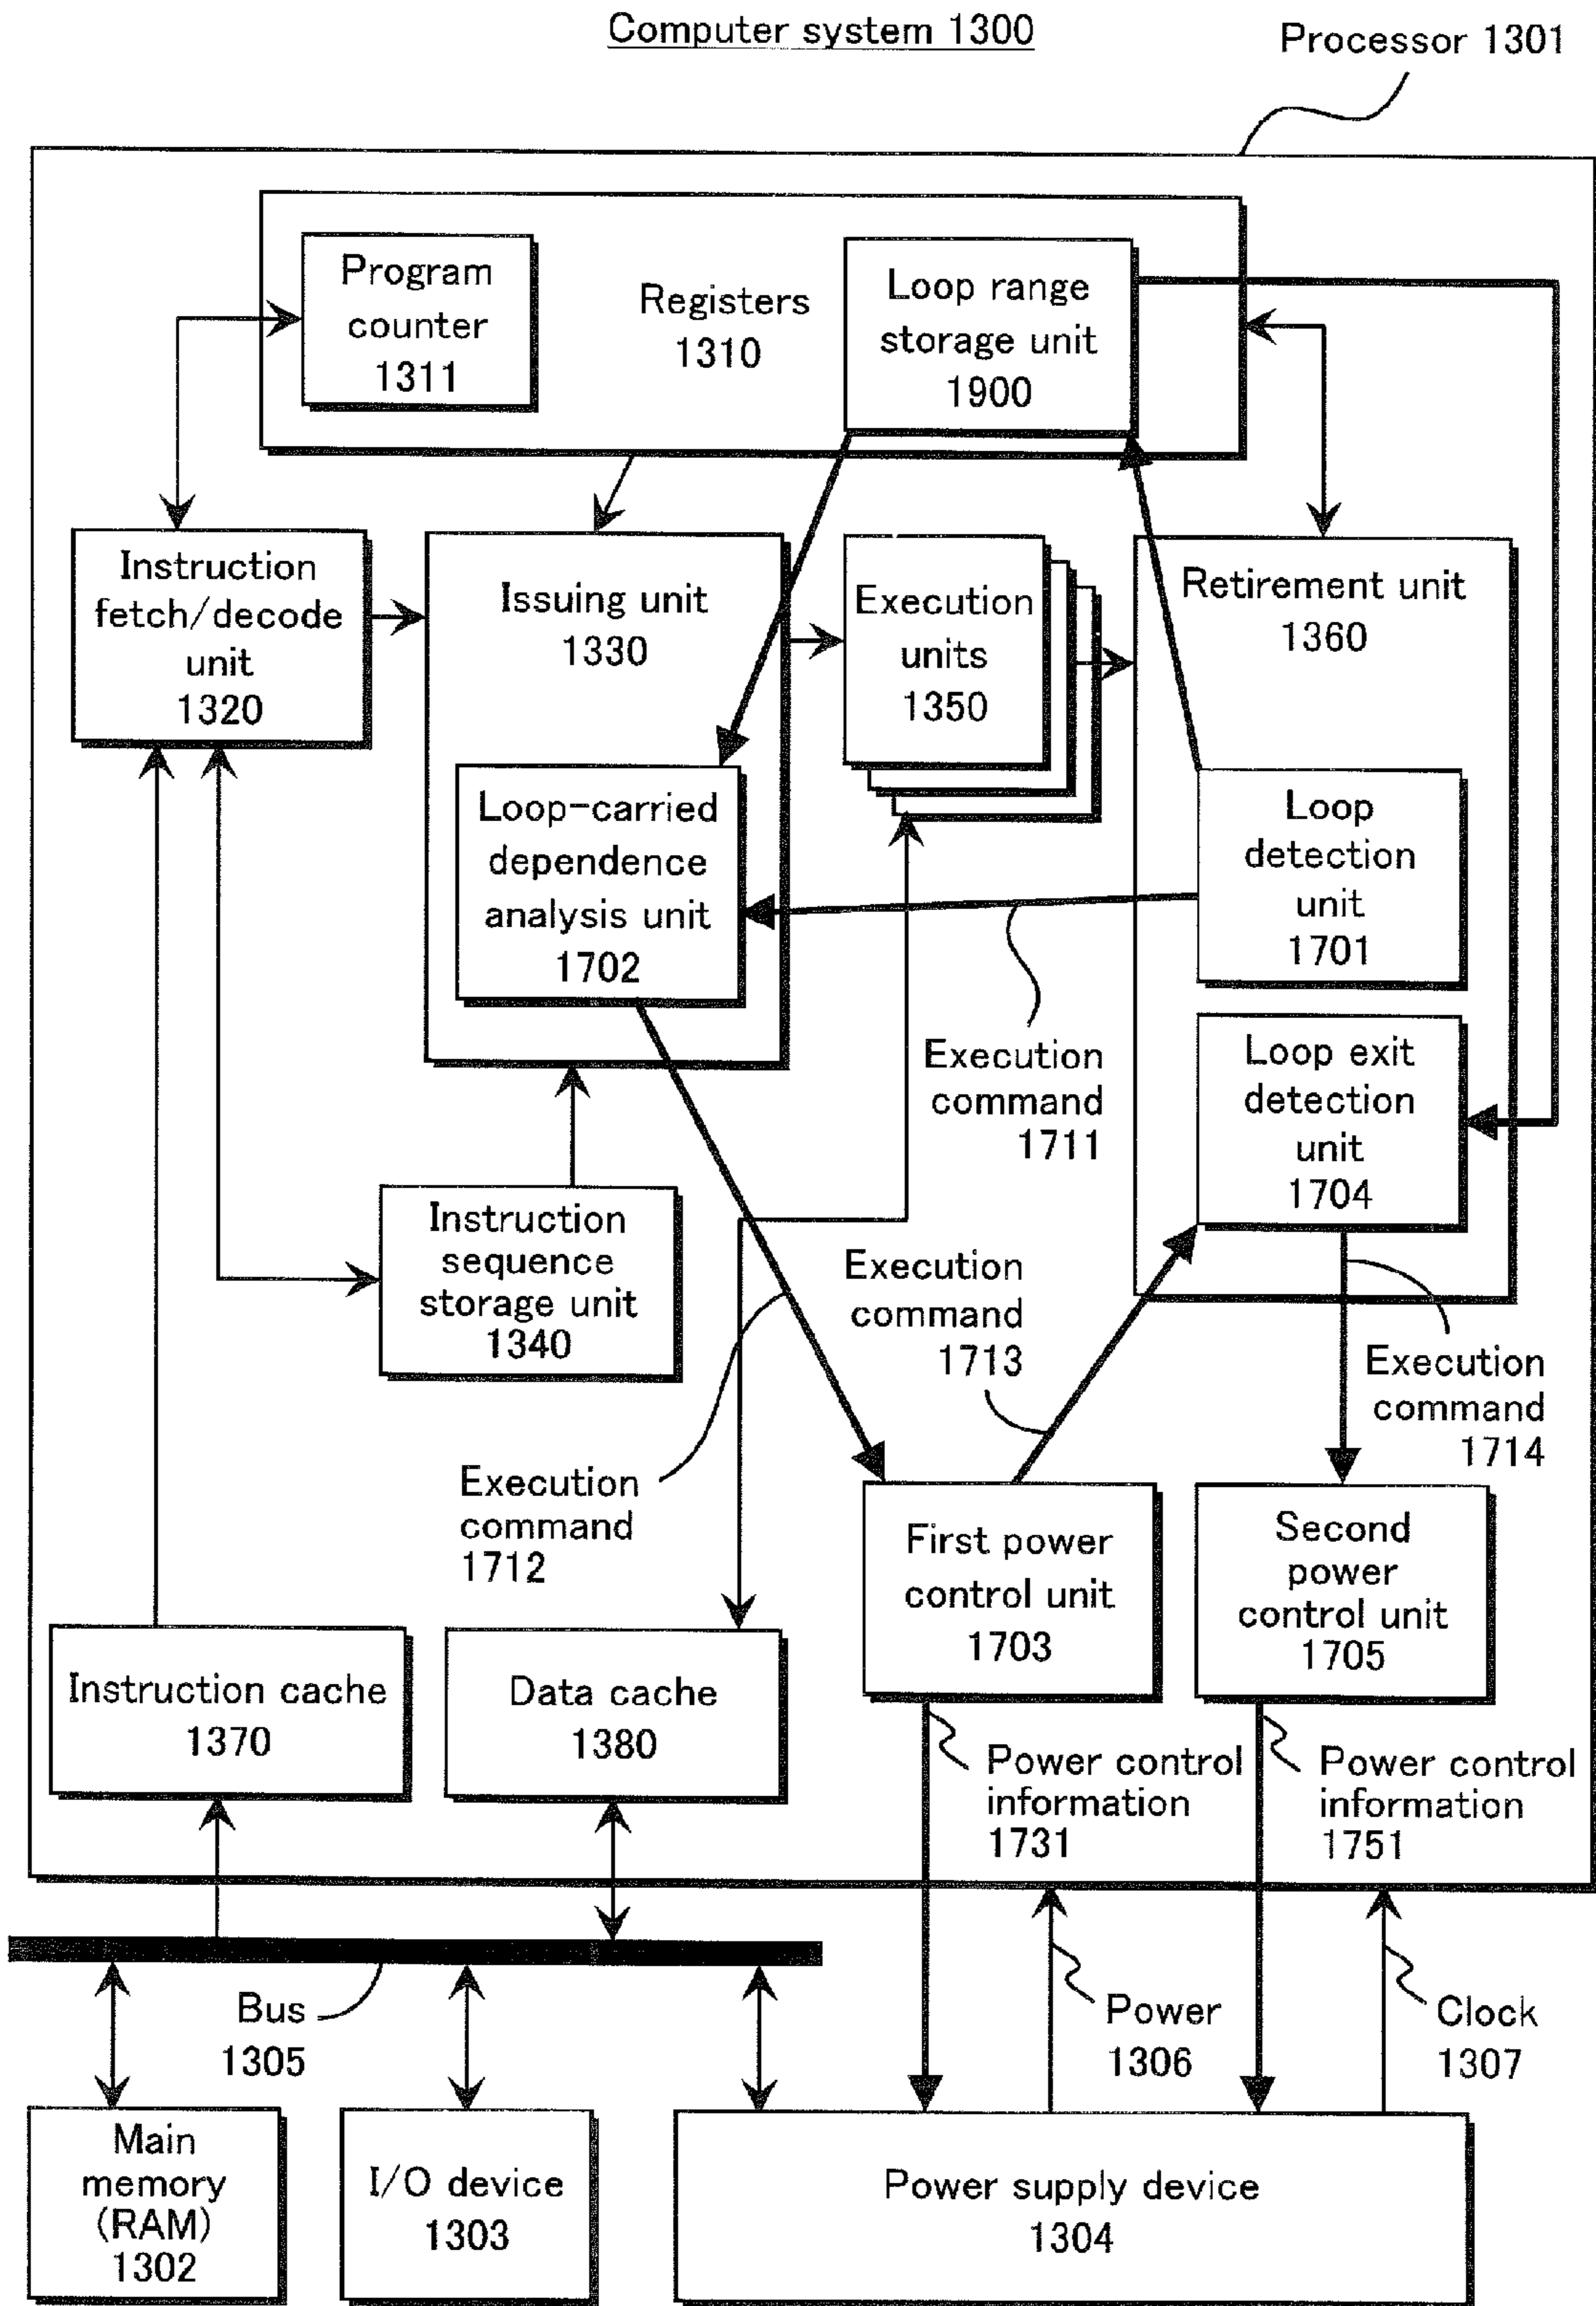 Computer system 1300
Processor 1301
Program
counter
1311
Registers
1310
Loop range
storage unit
1900
Instruction
fetch/decode
unit
1320
Issuing unit
1330
Execution
units
1350
Retirement unit
1360
Loop-carried
dependence
analysis unit
1702
Loop
detection
unit
1701
Execution
command
1711
Loop exit
detection
unit
1704
Instruction
sequence
storage unit
1340
Execution
command
1713
Execution
command
1714
Execution
command
1712
First power
control unit
1703
Second
power
control unit
1705
Instruction cache
1370
Data cache
1380
Power control
information
1731
Power control
information
1751
Bus
1305
Power
1306
Clock
1307
Main
memory
(RAM)
1302
I/O device
1303
Power supply device
1304